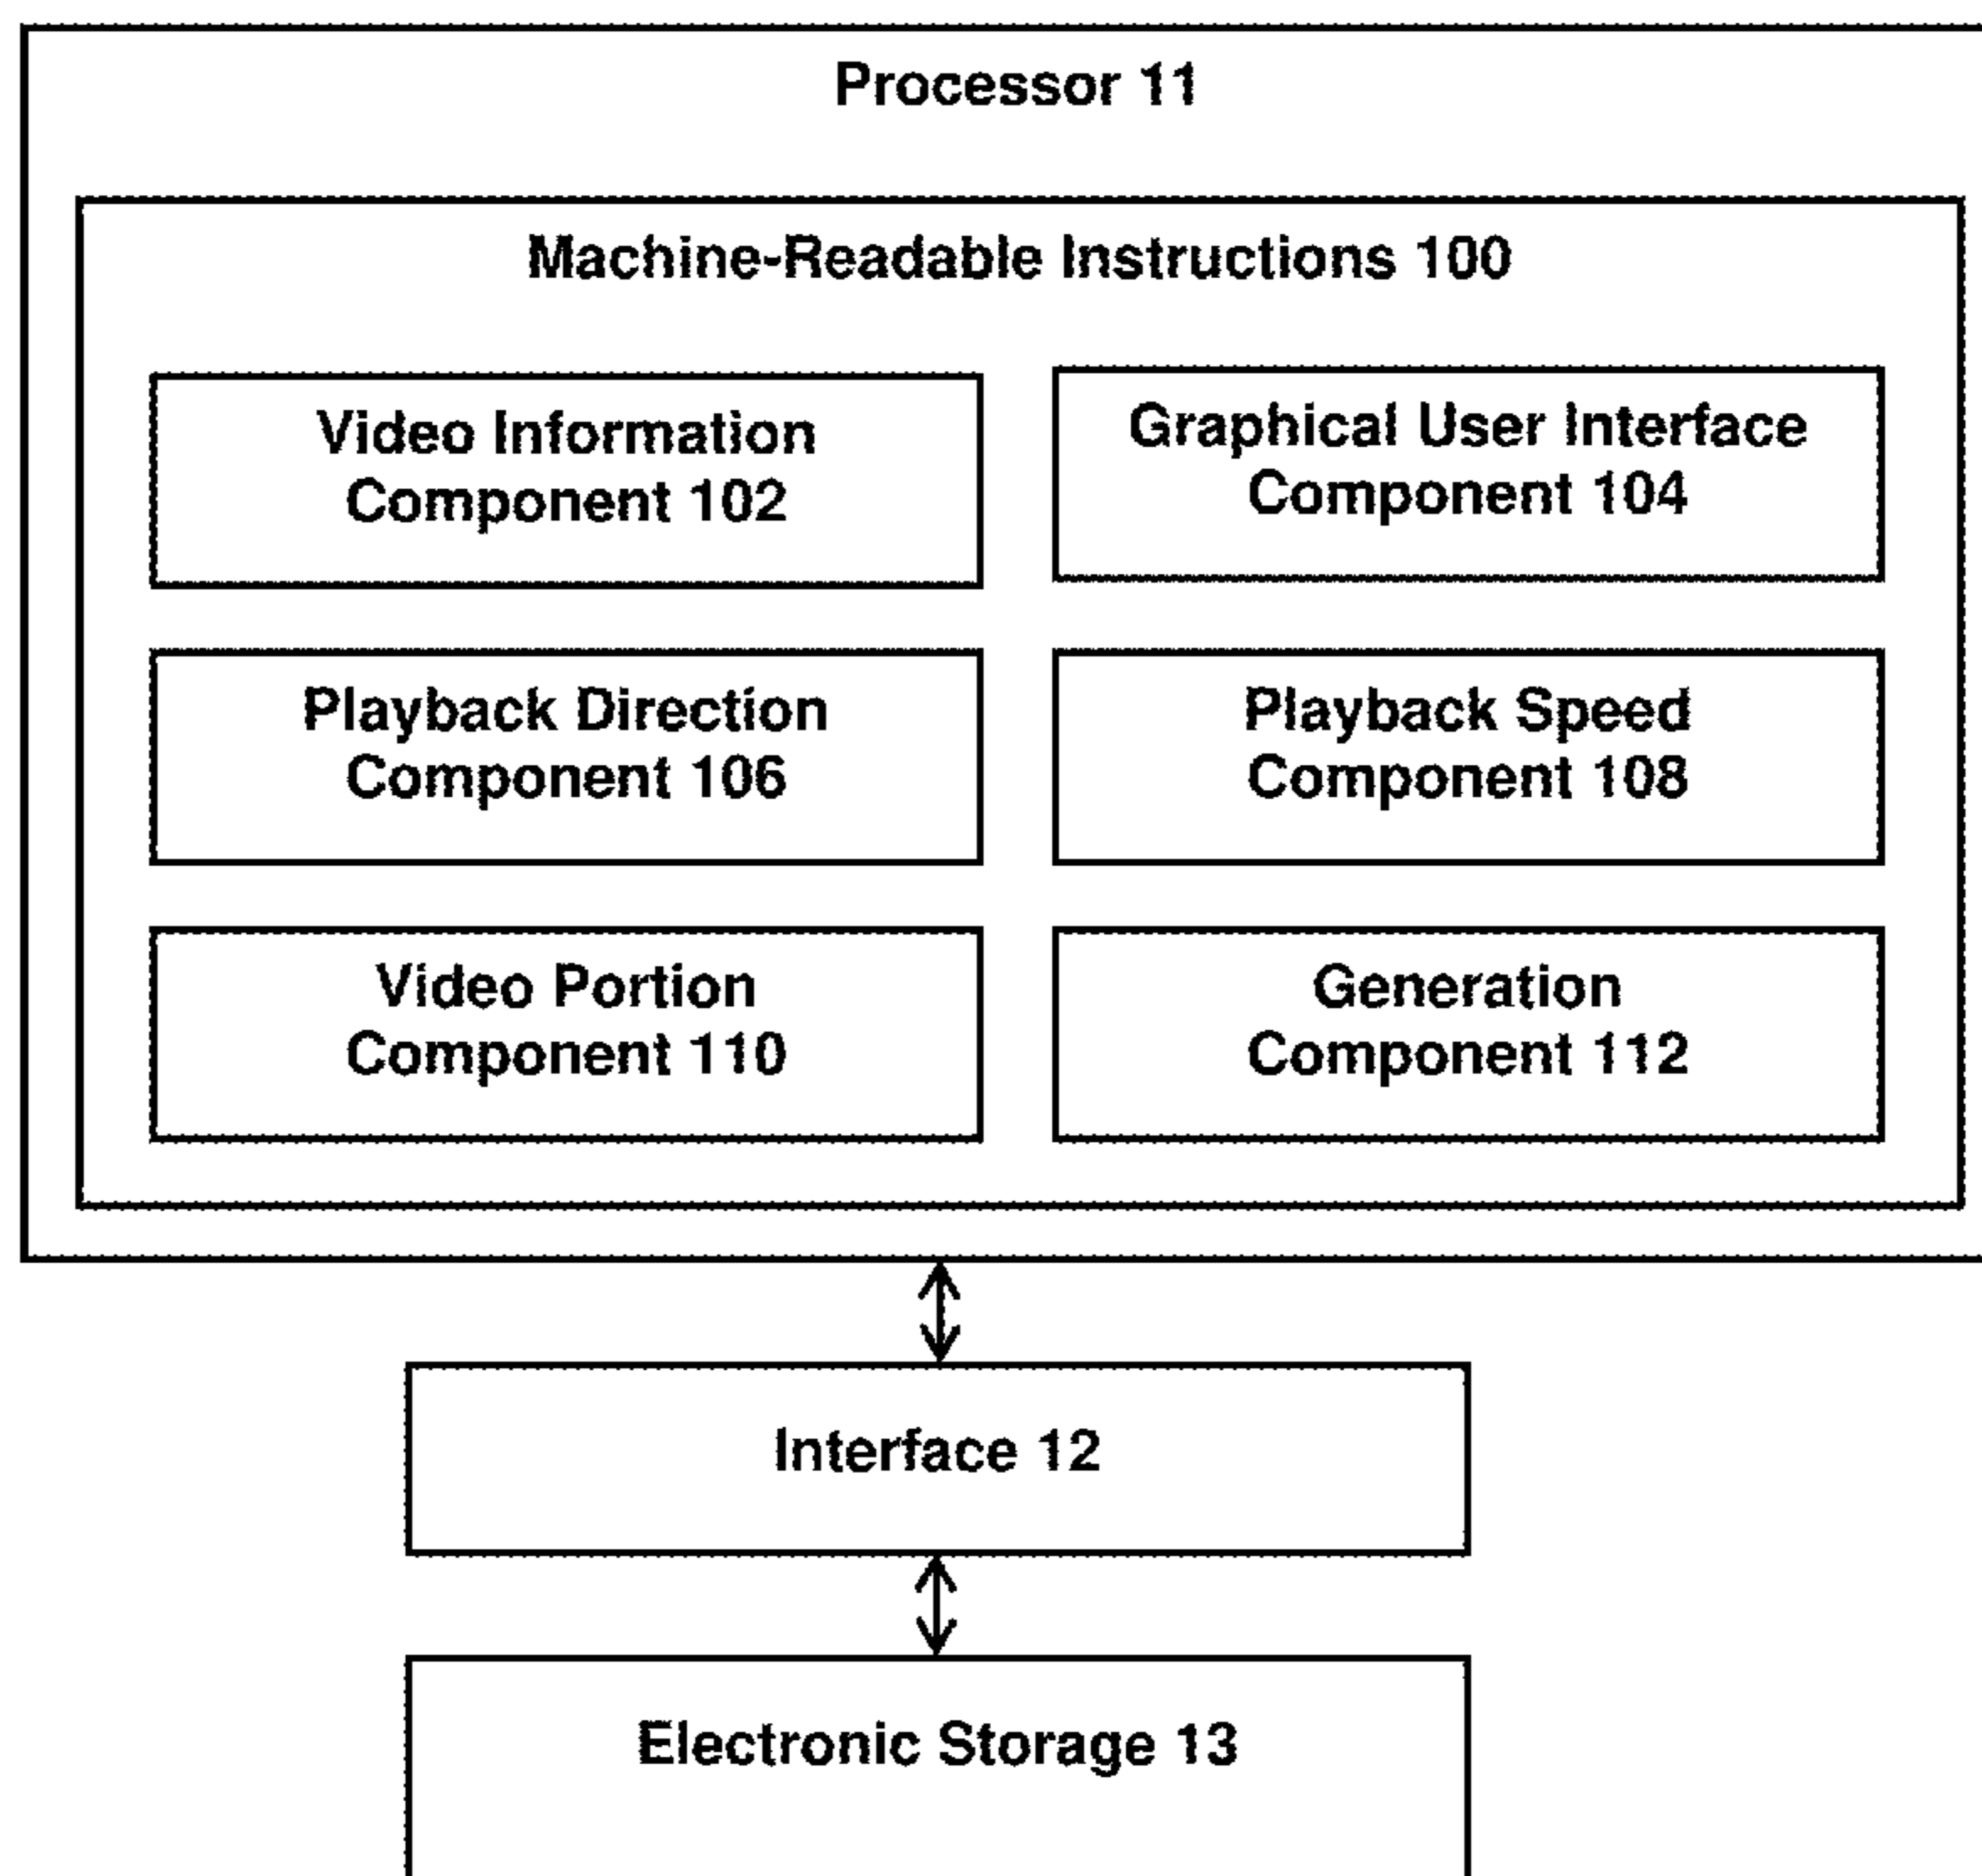 Processor 11
Machine-Readable Instructions 100
Video Information
Component 102
Graphical User Interface
Component 104
Playback Direction
Component 106
Playback Speed
Component 108
Video Portion
Component 110
Generation
Component 112
Interface 12
Electronic Storage 13